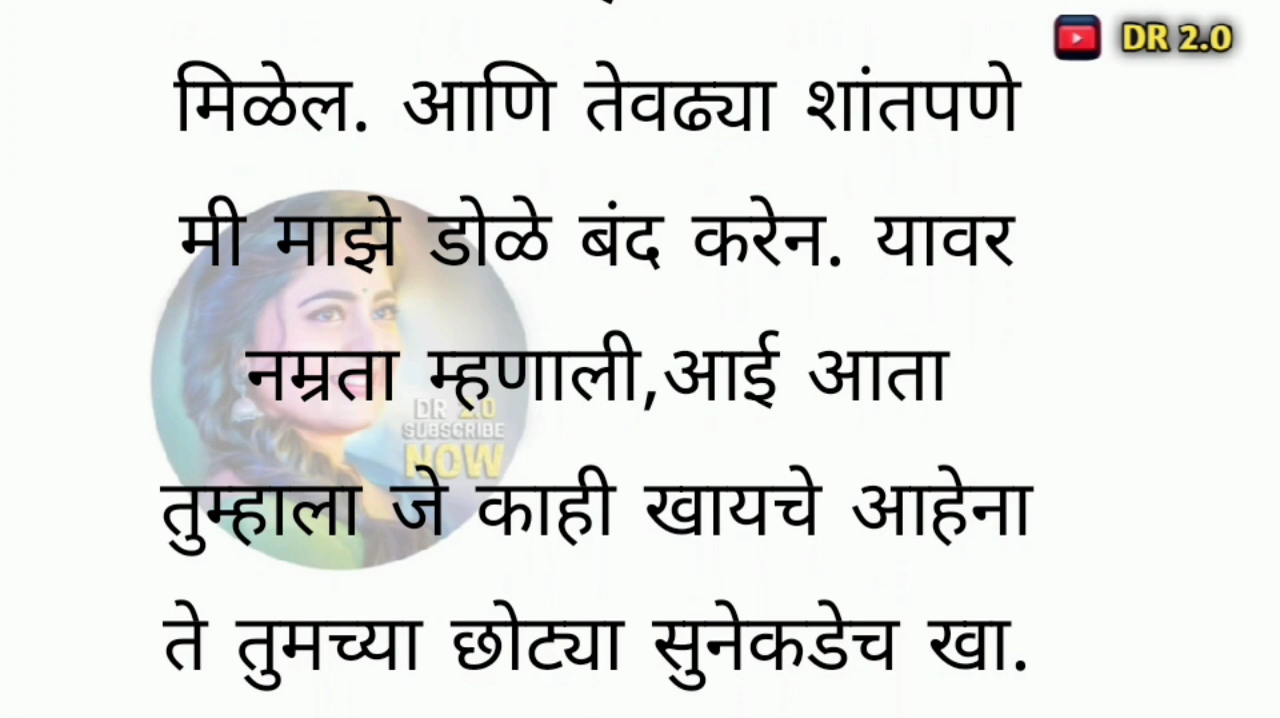 DR 2.0
मिळेल. आणि तेवढ्या शांतपणे
मी माझे डोळे बंद करेन. यावर
नम्रता म्हणाली,आई आता
DR 2.0
SUBSCRIBE
NOW
तुम्हाला जे काही खायचे आहेना
ते तुमच्या छोट्या सुनेकडेच खा.